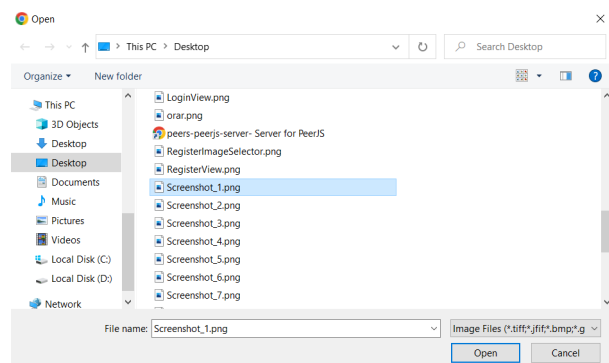 Open
This PC > Desktop
Search Desktop
Organize
New folder
This PC
3D Objects
Desktop
Desktop
Documents
Music
Pictures
Videos
Local Disk (C:)
Local Disk (D:)
Network
LoginView.png
orar.png
peers-peerjs-server- Server for PeerJS
RegisterImageSelector.png
RegisterView.png
Screenshot_1.png
Screenshot_2.png
Screenshot_3.png
Screenshot_4.png
Screenshot_5.png
Screenshot_6.png
Screenshot_7.png
File name: Screenshot_1.png
Image Files (*.tiff;*.jfif;*.bmp;*.g
Open
Cancel